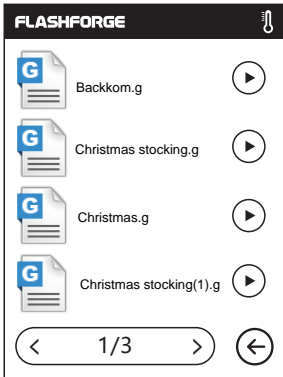 FLASHFORGE
G Backkom.g
G Christmas stocking.g
G Christmas.g
G Christmas stocking(1).g
< 1/3 >